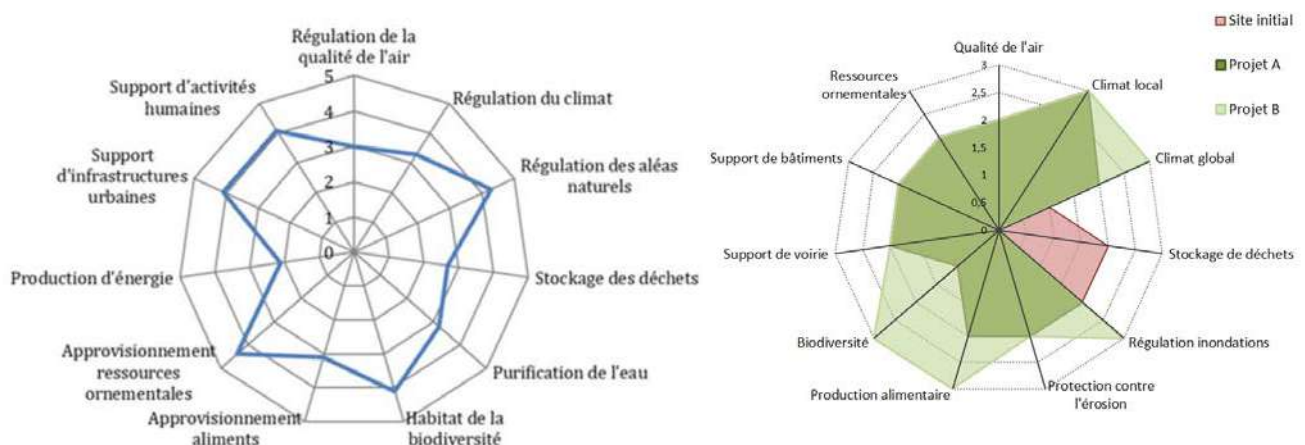 Régulation de la
qualité de l'air
5
4
3
2
1
0
Régulation du climat
Régulation des aléas
naturels
Stockage des déchets
Purification de l'eau
Habitat de la
biodiversité
Approvisionnement
aliments
Approvisionnement
ressources
ornementales
Production d'énergie
Support
d'infrastructures
urbaines
Support d'activités
humaines
Site initial
Projet A
Projet B
Qualité de l'air
3
2,5
2
1,5
1
0,5
0
Climat local
Climat global
Stockage de déchets
Régulation inondations
Protection contre
l'érosion
Production alimentaire
Biodiversité
Support de voirie
Support de bâtiments
Ressources
ornementales